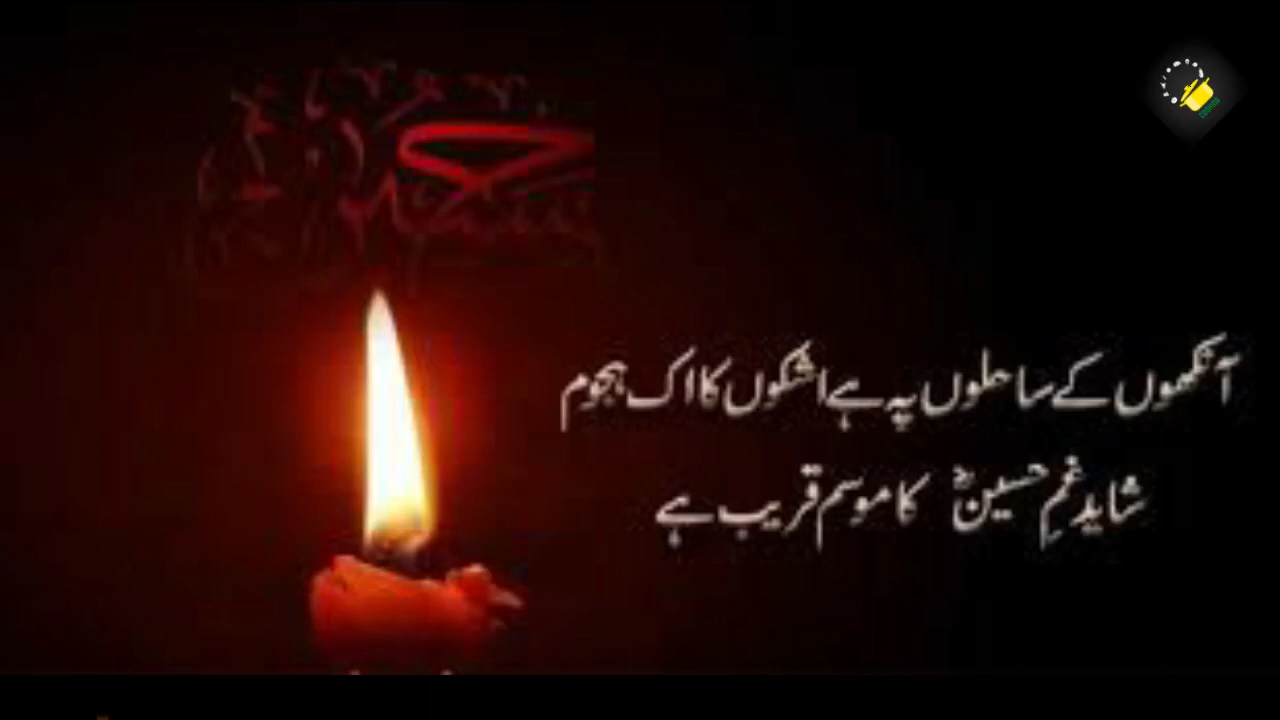 آنکھوں کے ساحلوں پہ ہے اشکوں کا اک ہجوم
شاید غمِ حسینؓ کا موسم قریب ہے